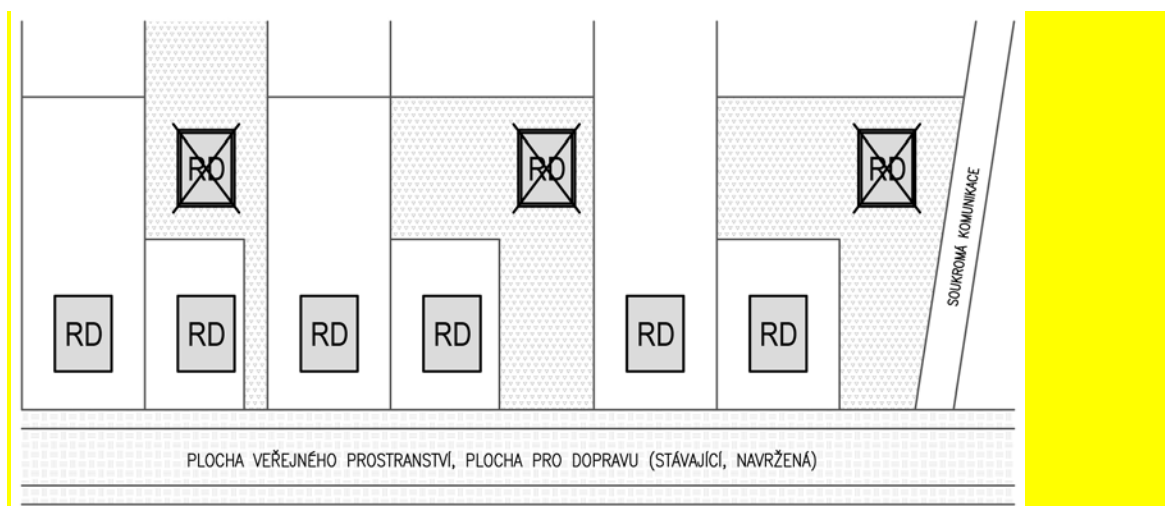 RD RD RD
SOUKROMÁ KOMUNIKACE
RD RD RD RD RD RD
PLOCHA VEŘEJNÉHO PROSTRANSTVÍ, PLOCHA PRO DOPRAVU (STÁVAJÍCÍ, NAVRŽENÁ)